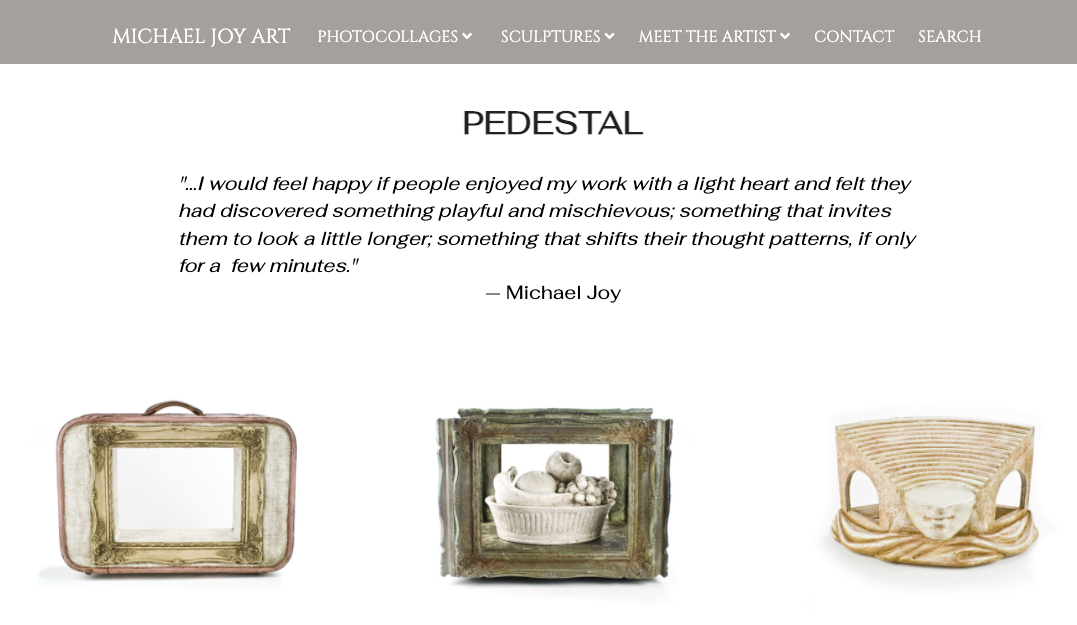 MICHAEL JOY ART PHOTOCOLLAGES SCULPTURES MEET THE ARTIST CONTACT SEARCH
PEDESTAL
"...I would feel happy if people enjoyed my work with a light heart and felt they
had discovered something playful and mischievous; something that invites
them to look a little longer; something that shifts their thought patterns, if only
for a  few minutes."
— Michael Joy